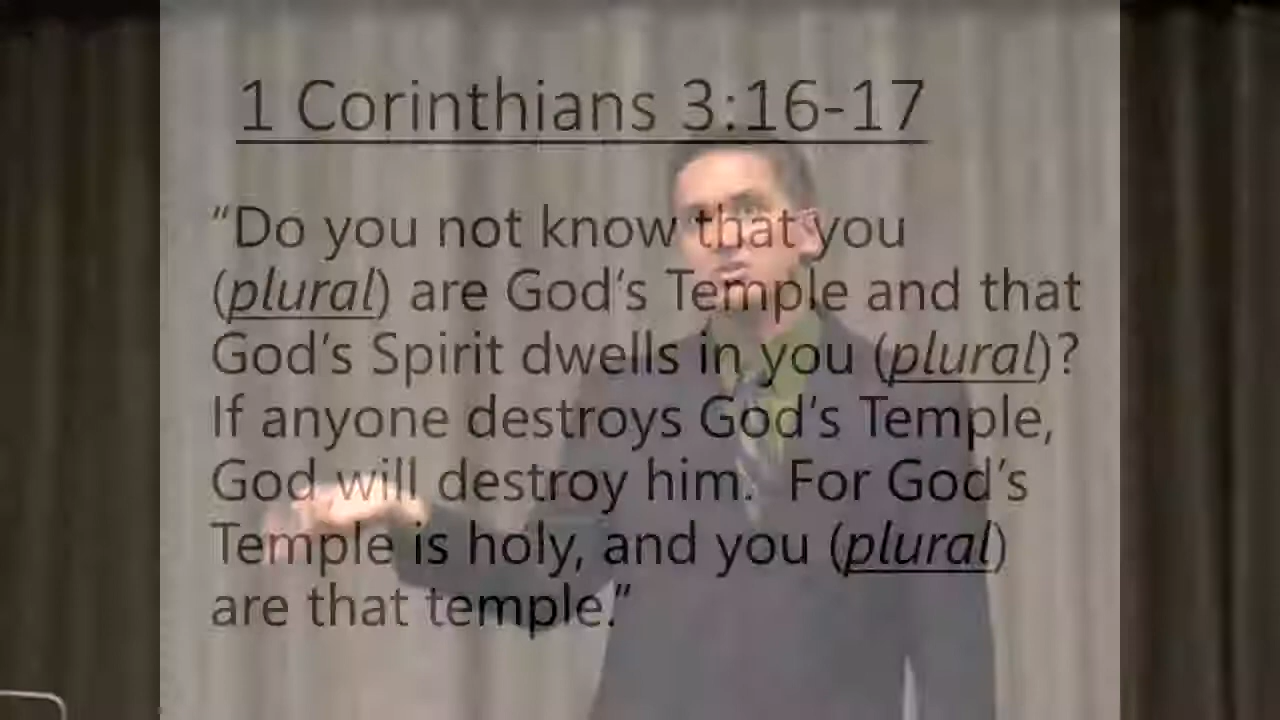 1 Corinthians 3:16-17
“Do you not know that you
(plural) are God’s Temple and that
God’s Spirit dwells in you (plural)?
If anyone destroys God’s Temple,
God will destroy him.  For God’s
Temple is holy, and you (plural)
are that temple.”